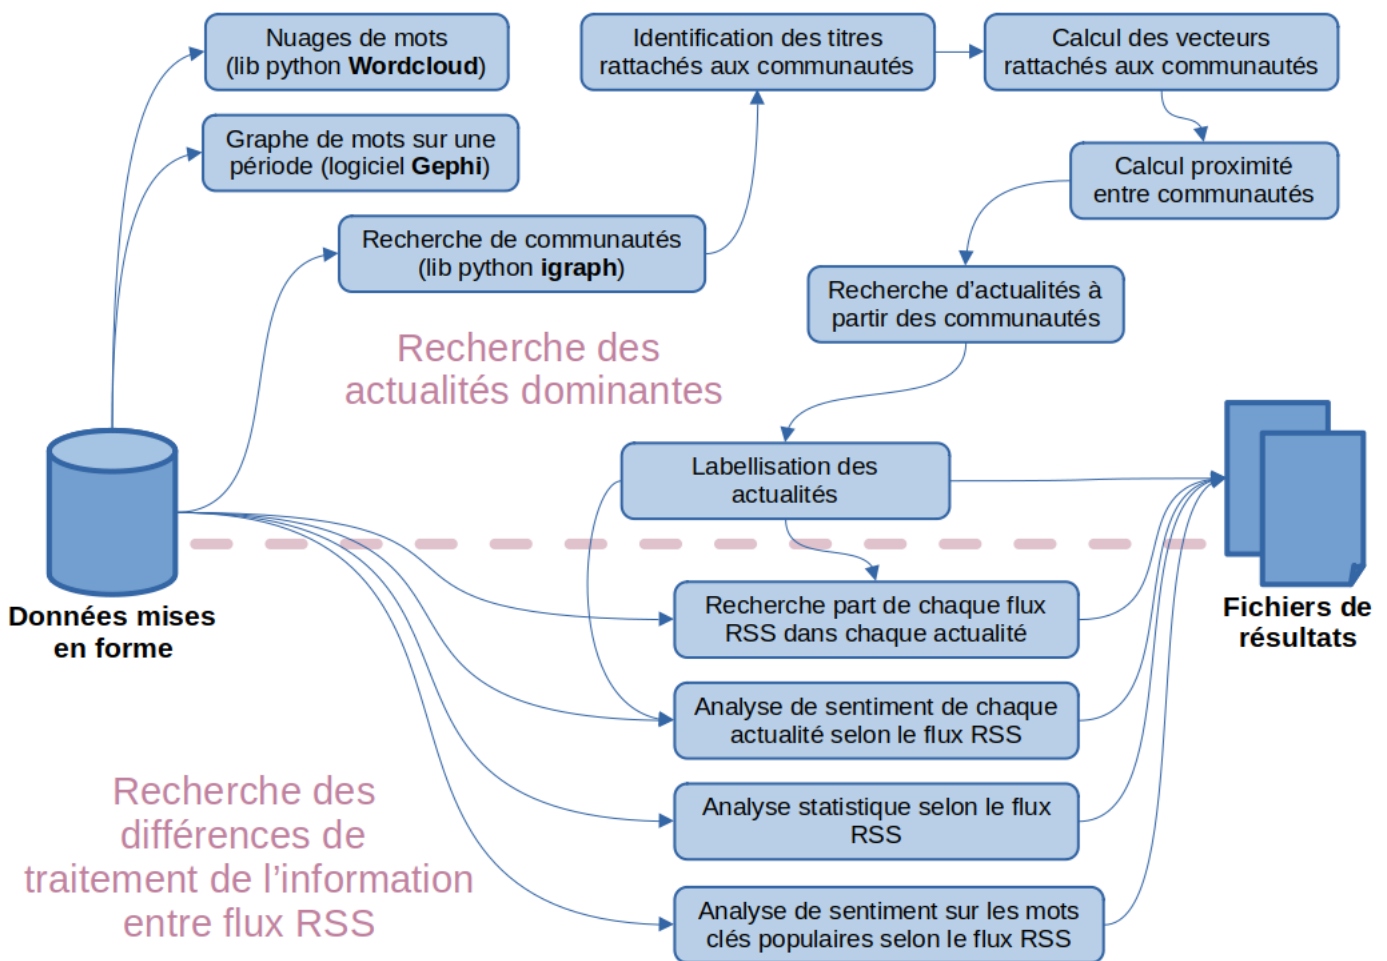 Nuages de mots
(lib python Wordcloud)
Identification des titres
rattachés aux communautés
Calcul des vecteurs
rattachés aux communautés
Graphe de mots sur une
période (logiciel Gephi)
Calcul proximité
entre communautés
Recherche de communautés
(lib python igraph)
Recherche d’actualités à
partir des communautés
Recherche des
actualités dominantes
Labellisation des
actualités
Données mises
en forme
Fichiers de
résultats
Recherche part de chaque flux
RSS dans chaque actualité
Analyse de sentiment de chaque
actualité selon le flux RSS
Recherche des
différences de
traitement de l’information
entre flux RSS
Analyse statistique selon le flux
RSS
Analyse de sentiment sur les mots
clés populaires selon le flux RSS